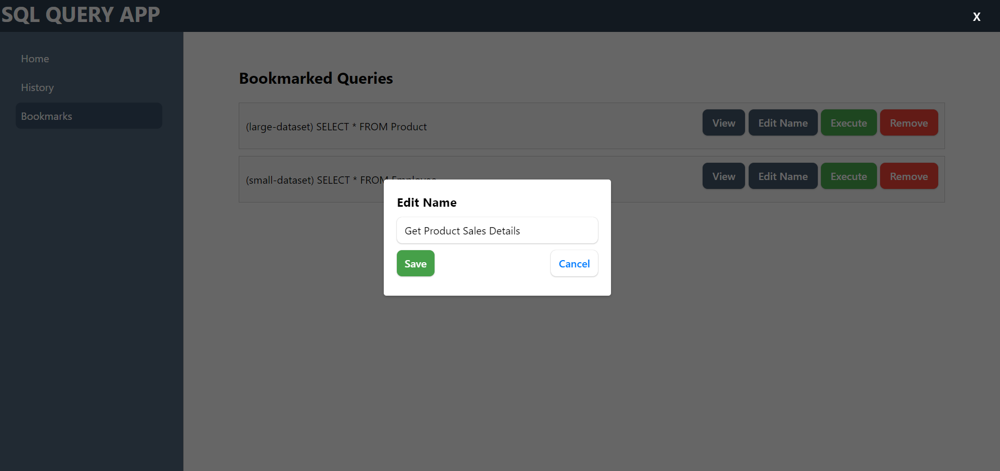 SQL QUERY APP
X
Home
History
Bookmarks
Bookmarked Queries
(large-dataset) SELECT * FROM Product
View
Edit Name
Execute
Remove
(small-dataset) SELECT * FROM Employee
View
Edit Name
Execute
Remove
Edit Name
Get Product Sales Details
Save
Cancel